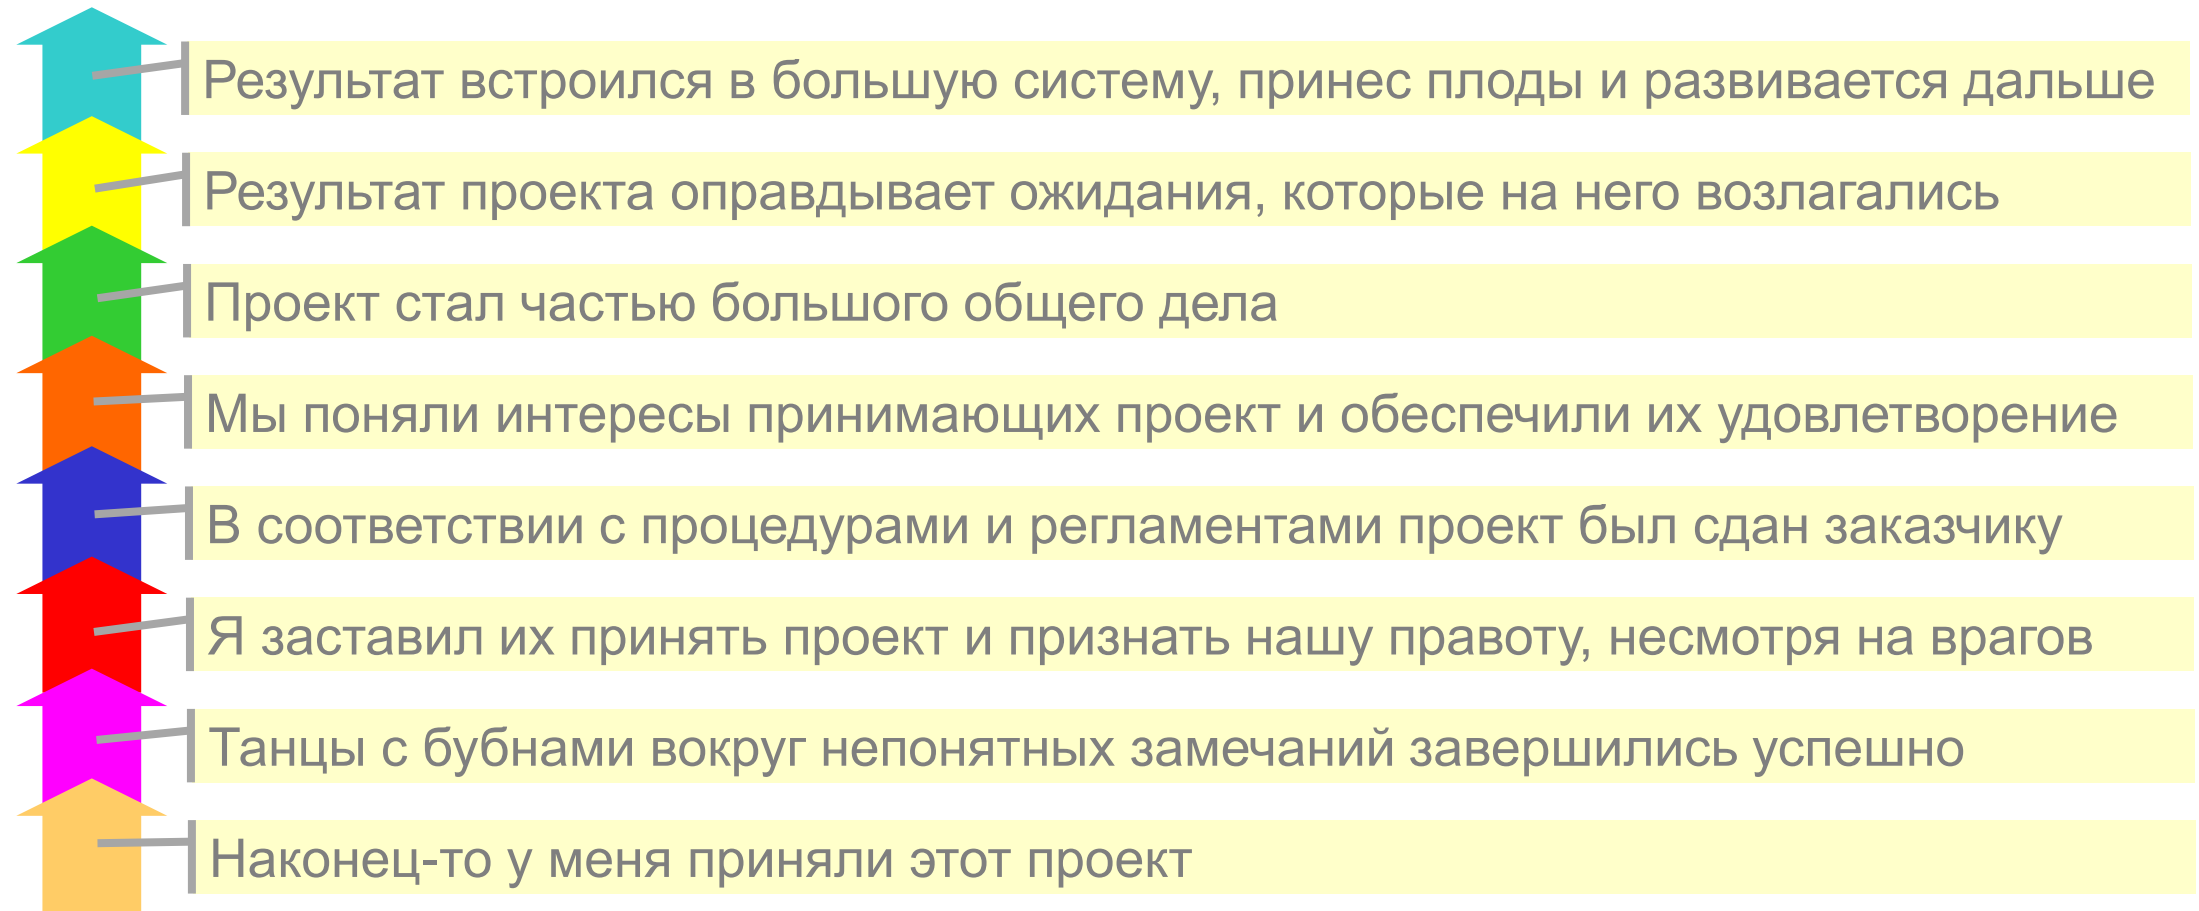 Результат встроился в большую систему, принес плоды и развивается дальше
Результат проекта оправдывает ожидания, которые на него возлагались
Проект стал частью большого общего дела
Мы поняли интересы принимающих проект и обеспечили их удовлетворение
В соответствии с процедурами и регламентами проект был сдан заказчику
Я заставил их принять проект и признать нашу правоту, несмотря на врагов
Танцы с бубнами вокруг непонятных замечаний завершились успешно
Наконец-то у меня приняли этот проект